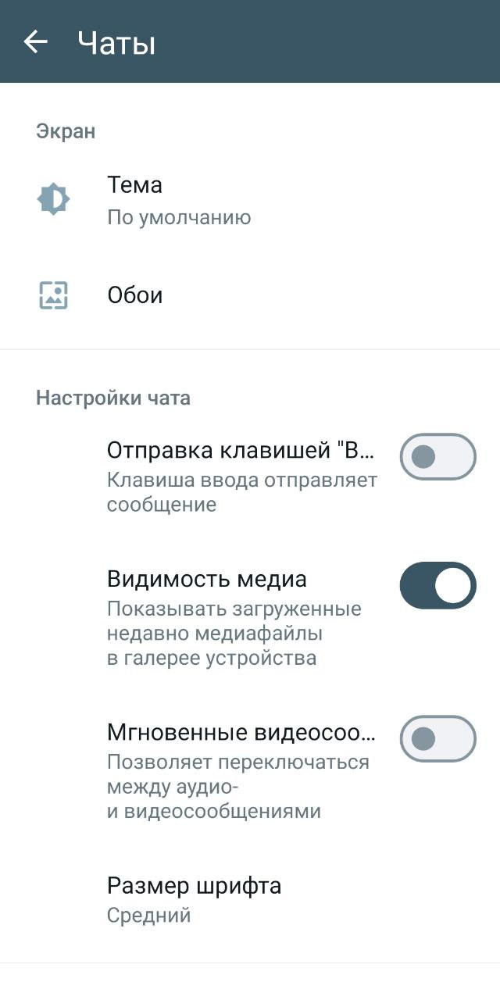 Чаты
Экран
Тема
По умолчанию
Обои
Настройки чата
Отправка клавишей "В...
Клавиша ввода отправляет
сообщение
Видимость медиа
Показывать загруженные
недавно медиафайлы
в галерее устройства
Мгновенные видеосоо...
Позволяет переключаться
между аудио-
и видеосообщениями
Размер шрифта
Средний